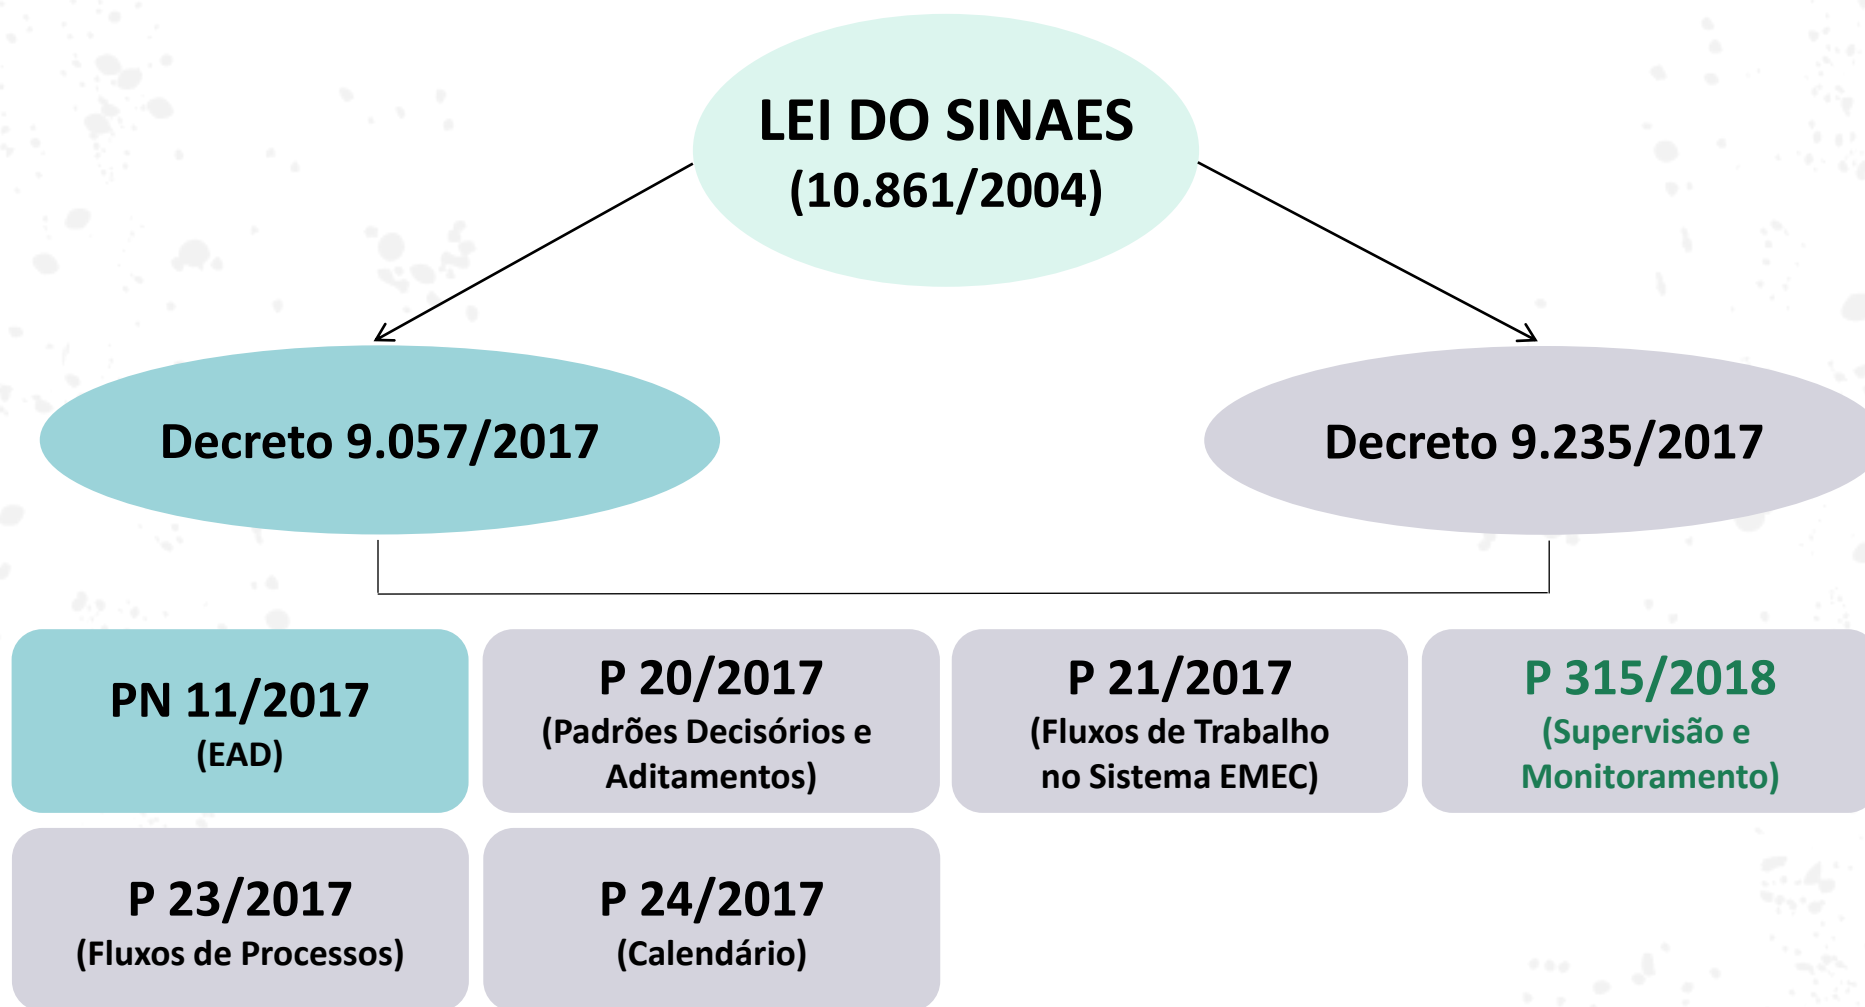 LEI DO SINAES
(10.861/2004)
Decreto 9.057/2017
Decreto 9.235/2017
PN 11/2017
(EAD)
P 20/2017
(Padrões Decisórios e
Aditamentos)
P 21/2017
(Fluxos de Trabalho
no Sistema EMEC)
P 315/2018
(Supervisão e
Monitoramento)
P 23/2017
(Fluxos de Processos)
P 24/2017
(Calendário)